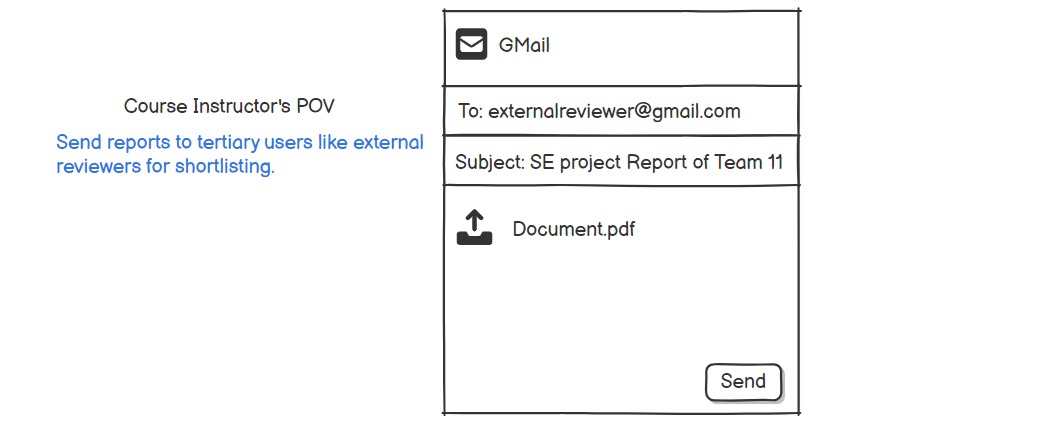 Course Instructor's POV
Send reports to tertiary users like external
reviewers for shortlisting.
GMail
To: externalreviewer@gmail.com
Subject: SE project Report of Team 11
Document.pdf
Send